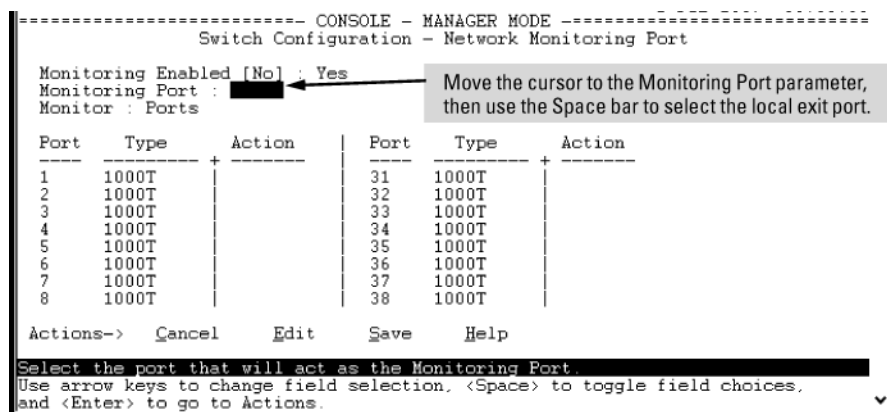 ============================- CONSOLE - MANAGER MODE -============================
Switch Configuration - Network Monitoring Port
Monitoring Enabled [No] : Yes
Monitoring Port :
Monitor : Ports
Move the cursor to the Monitoring Port parameter,
then use the Space bar to select the local exit port.
Port Type Action | Port Type Action
---- --------- + ------- | ---- --------- + -------
1 1000T | | 31 1000T |
2 1000T | | 32 1000T |
3 1000T | | 33 1000T |
4 1000T | | 34 1000T |
5 1000T | | 35 1000T |
6 1000T | | 36 1000T |
7 1000T | | 37 1000T |
8 1000T | | 38 1000T |
Actions-> Cancel Edit Save Help
Select the port that will act as the Monitoring Port.
Use arrow keys to change field selection, <Space> to toggle field choices,
and <Enter> to go to Actions.